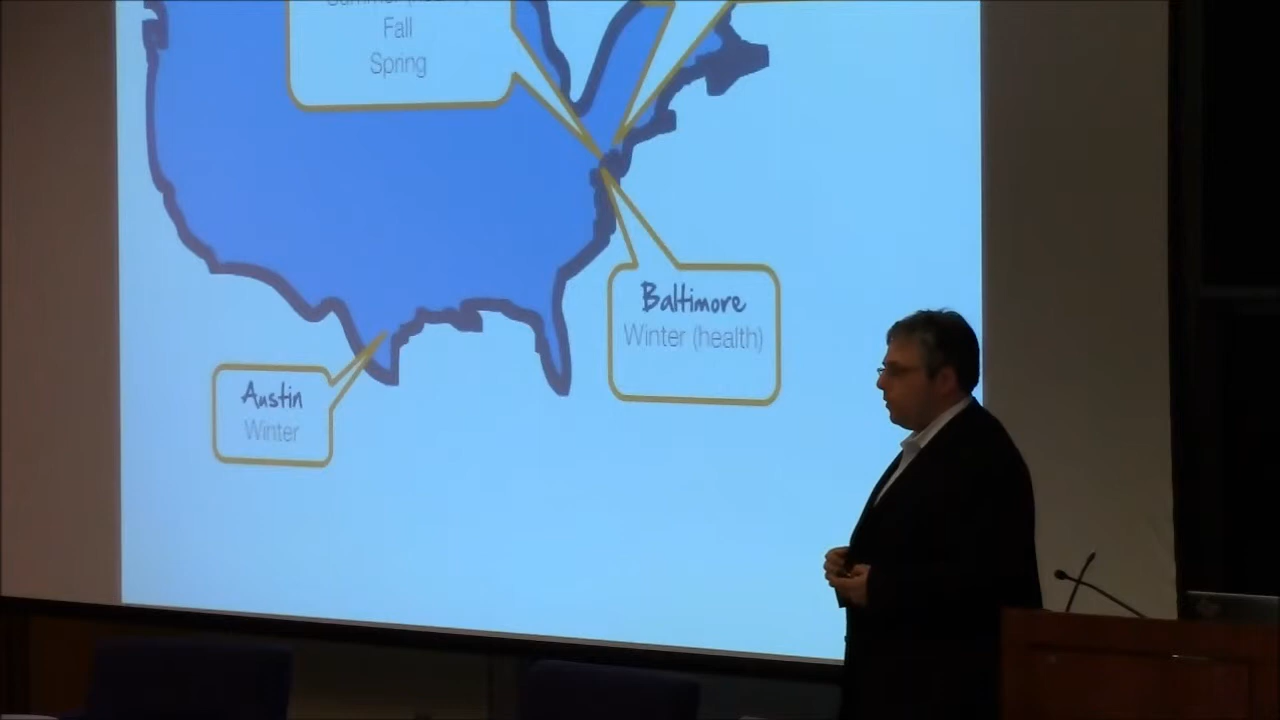 Fall
Spring
Baltimore
Winter (health)
Austin
Winter